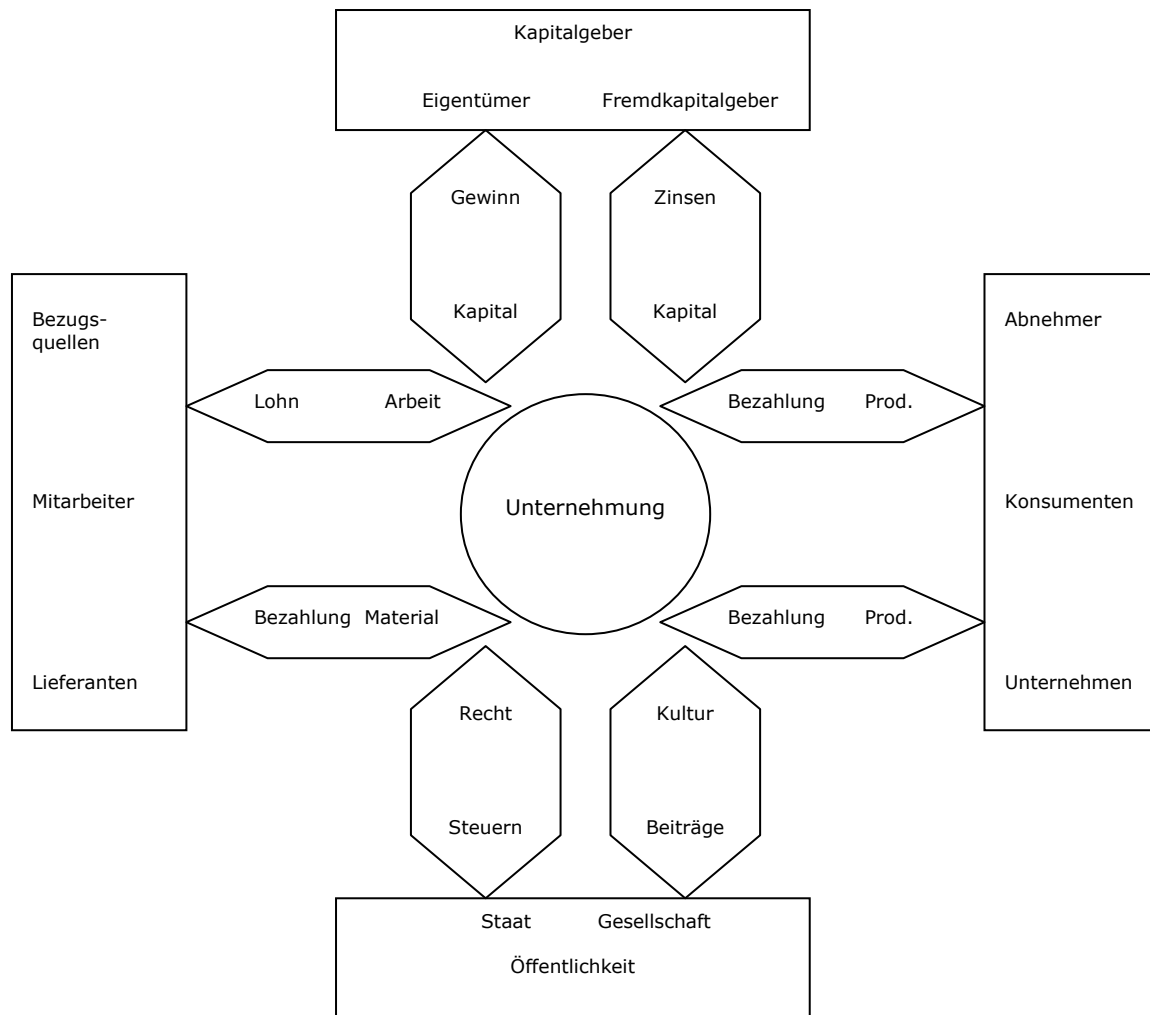 Kapitalgeber
Eigentümer Fremdkapitalgeber
Gewinn Zinsen
Kapital Kapital
Bezugs-
quellen
Abnehmer
Lohn Arbeit
Bezahlung Prod.
Mitarbeiter
Unternehmung
Konsumenten
Bezahlung Material
Bezahlung Prod.
Lieferanten
Unternehmen
Recht Kultur
Steuern Beiträge
Staat Gesellschaft
Öffentlichkeit